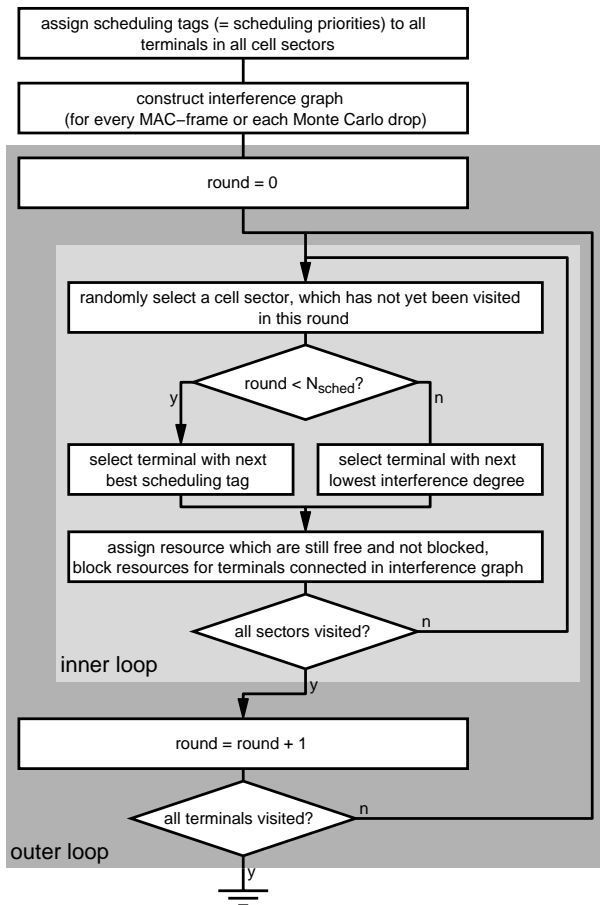 assign scheduling tags (= scheduling priorities) to all
terminals in all cell sectors
construct interference graph
(for every MAC−frame or each Monte Carlo drop)
round = 0
randomly select a cell sector, which has not yet been visited
in this round
round < Nsched?
y
n
select terminal with next
best scheduling tag
select terminal with next
lowest interference degree
assign resource which are still free and not blocked,
block resources for terminals connected in interference graph
all sectors visited?
n
inner loop
y
round = round + 1
all terminals visited?
n
outer loop
y